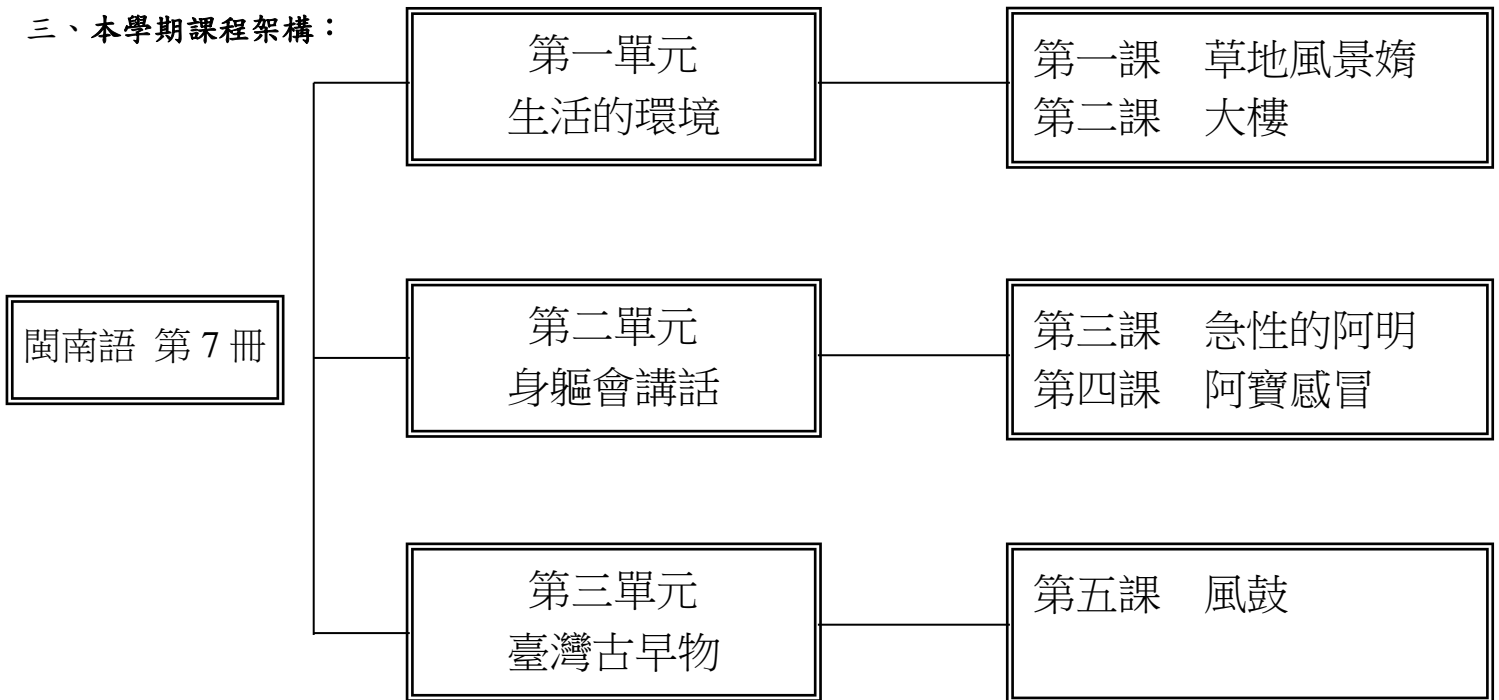 三、本學期課程架構：
閩南語 第 7 冊
第一單元
生活的環境
第一課 草地風景媠
第二課 大樓
第二單元
身軀會講話
第三課 急性的阿明
第四課 阿寶感冒
第三單元
臺灣古早物
第五課 風鼓